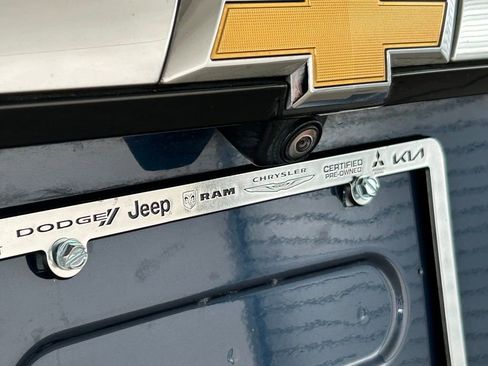 DODGE Jeep RAM CHRYSLER CERTIFIED PRE-OWNED KIA